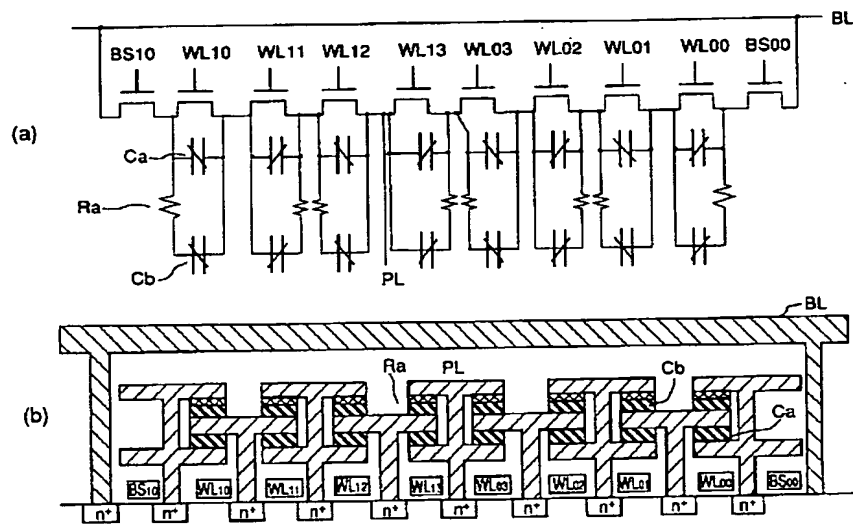 BL
BS10 WL10 WL11 WL12 WL13 WL03 WL02 WL01 WL00 BS00
(a)
Ca
Ra
Cb
PL
BL
Ra PL Cb
(b)
Ca
BS10 WL10 WL11 WL12 WL13 WL03 WL02 WL01 WL00 BS00
n+ n+ n+ n+ n+ n+ n+ n+ n+ n+ n+